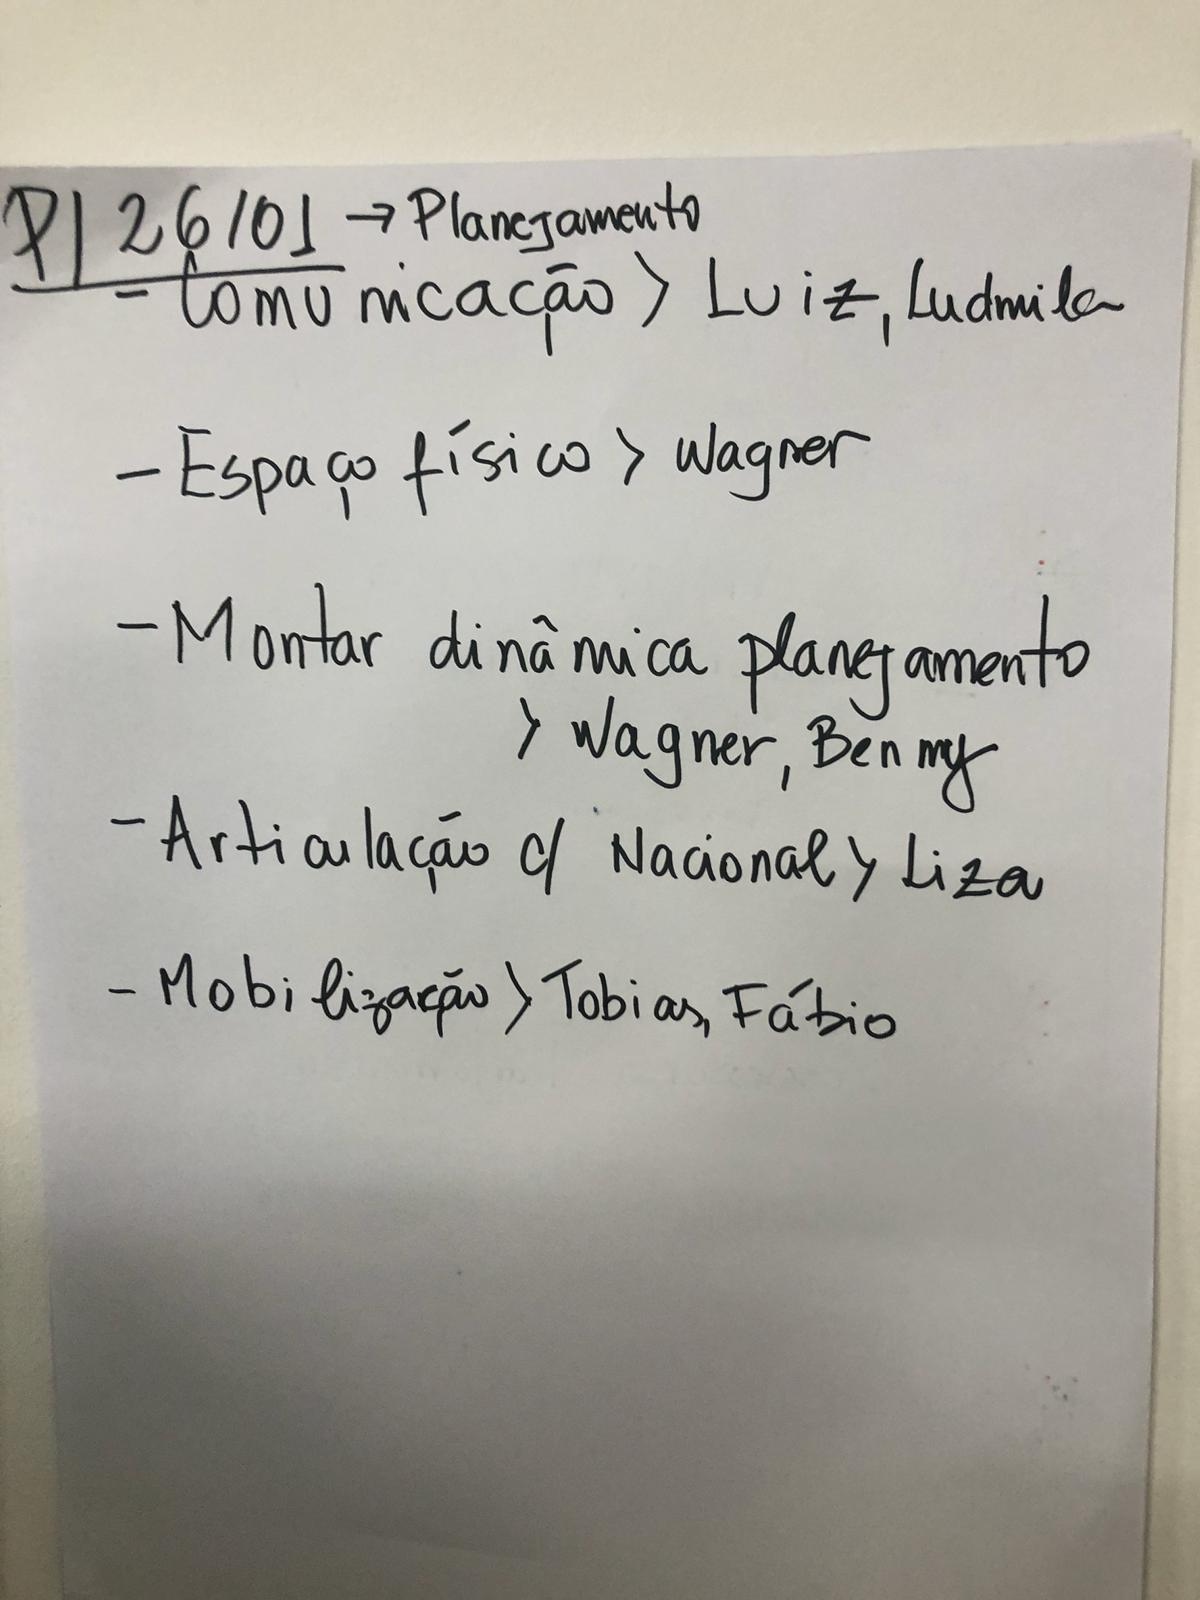 P/ 26/01 → Planejamento
- Comunicação > Luiz, Ludmila
- Espaço físico > Wagner
- Montar dinâmica planejamento
> Wagner, Benny
- Articulação c/ Nacional > Liza
- Mobilização > Tobias, Fábio